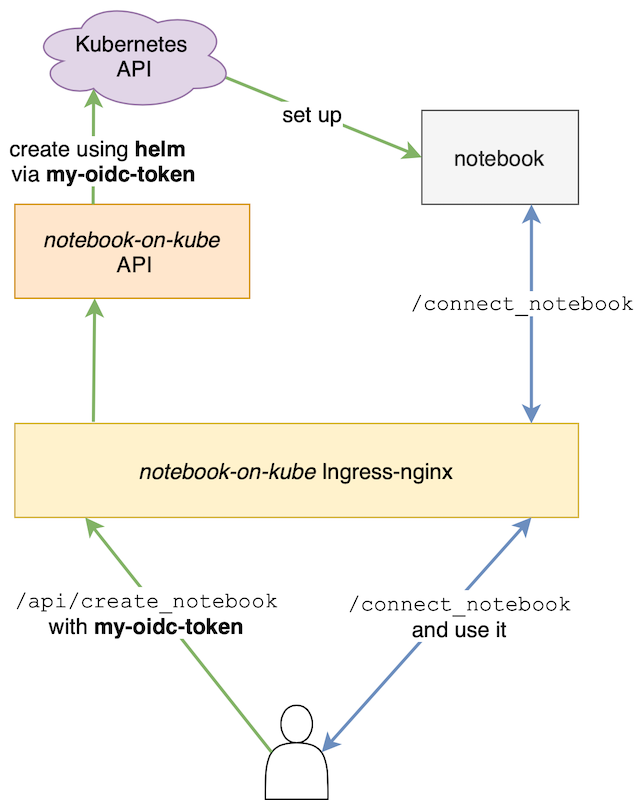 Kubernetes
API
set up
create using helm
via my-oidc-token
notebook
notebook-on-kube
API
/connect_notebook
notebook-on-kube Ingress-nginx
/api/create_notebook
with my-oidc-token
/connect_notebook
and use it